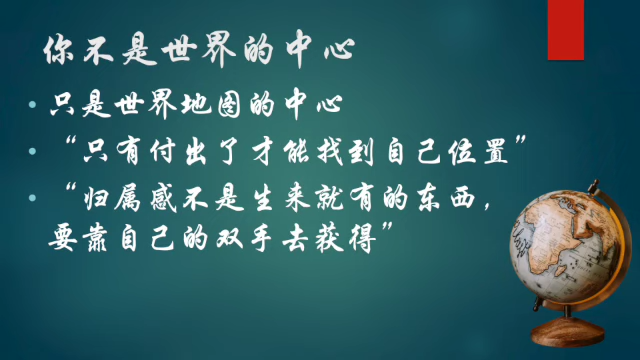 你不是世界的中心
• 只是世界地图的中心
• “只有付出了才能找到自己位置”
• “归属感不是生来就有的东西，
要靠自己的双手去获得”